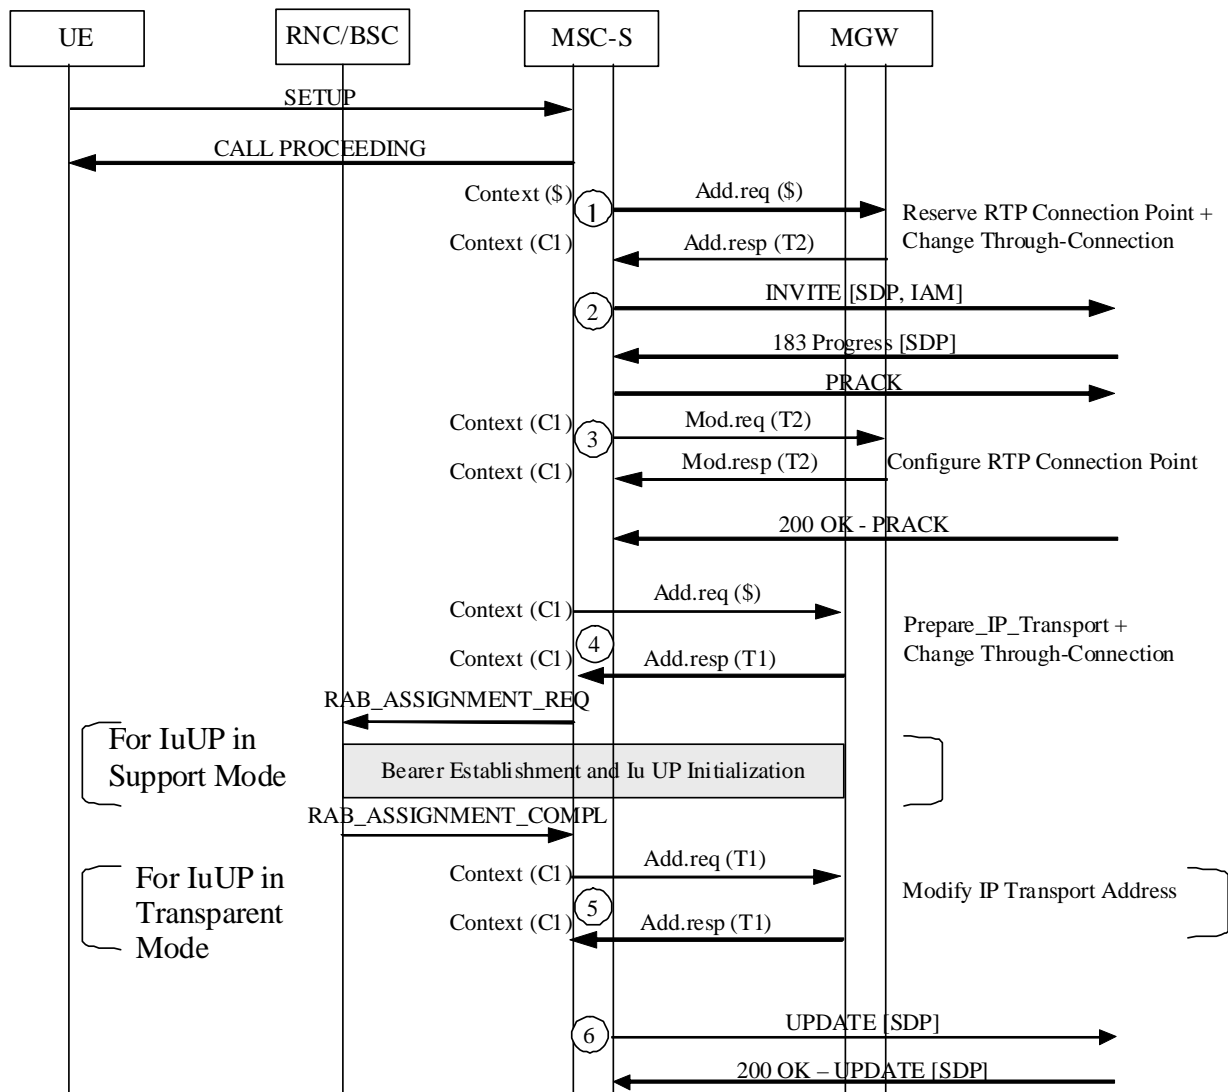 UE
RNC/BSC
MSC-S
MGW
SETUP
CALL PROCEEDING
Context ($)
1
Add.req ($)
Reserve RTP Connection Point +
Change Through-Connection
Context (C1)
Add.resp (T2)
2
INVITE [SDP, IAM]
183 Progress [SDP]
PRACK
Context (C1)
3
Mod.req (T2)
Context (C1)
Mod.resp (T2)
Configure RTP Connection Point
200 OK - PRACK
Context (C1)
Add.req ($)
4
Prepare_IP_Transport +
Change Through-Connection
Context (C1)
Add.resp (T1)
RAB_ASSIGNMENT_REQ
For IuUP in
Support Mode
Bearer Establishment and Iu UP Initialization
RAB_ASSIGNMENT_COMPL
For IuUP in
Transparent
Mode
Context (C1)
Add.req (T1)
5
Modify IP Transport Address
Context (C1)
Add.resp (T1)
6
UPDATE [SDP]
200 OK – UPDATE [SDP]